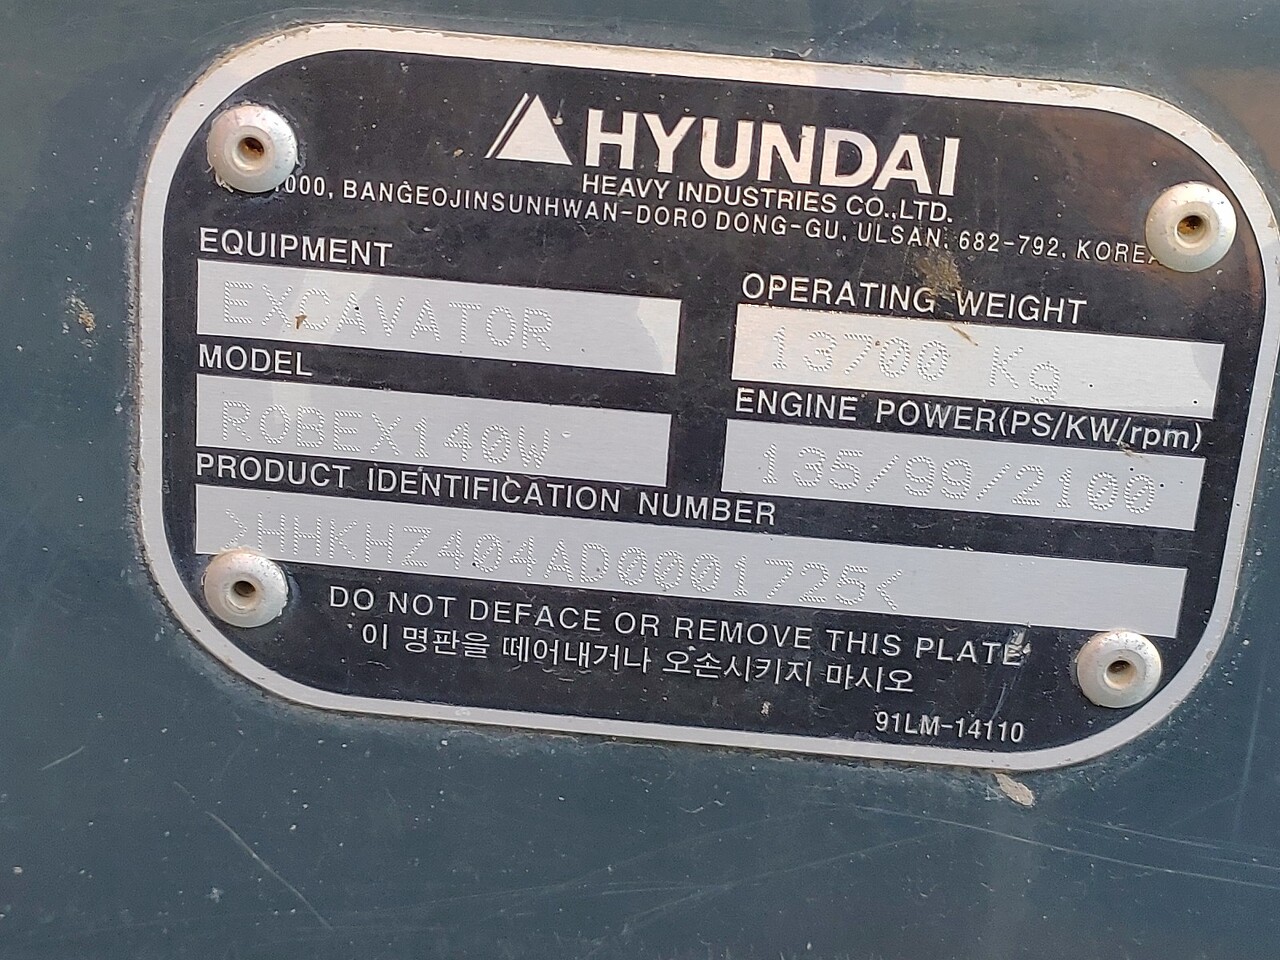 HYUNDAI
HEAVY INDUSTRIES CO.,LTD.
1000, BANGEOJINSUNHWAN-DORO DONG-GU, ULSAN, 682-792, KOREA
EQUIPMENT
EXCAVATOR
OPERATING WEIGHT
13700 Kg
MODEL
ROBEX140W
ENGINE POWER(PS/KW/rpm)
135/99/2100
PRODUCT IDENTIFICATION NUMBER
>HHKHZ404AD0001725<
DO NOT DEFACE OR REMOVE THIS PLATE
이 명판을 떼어내거나 오손시키지 마시오
91LM-14110